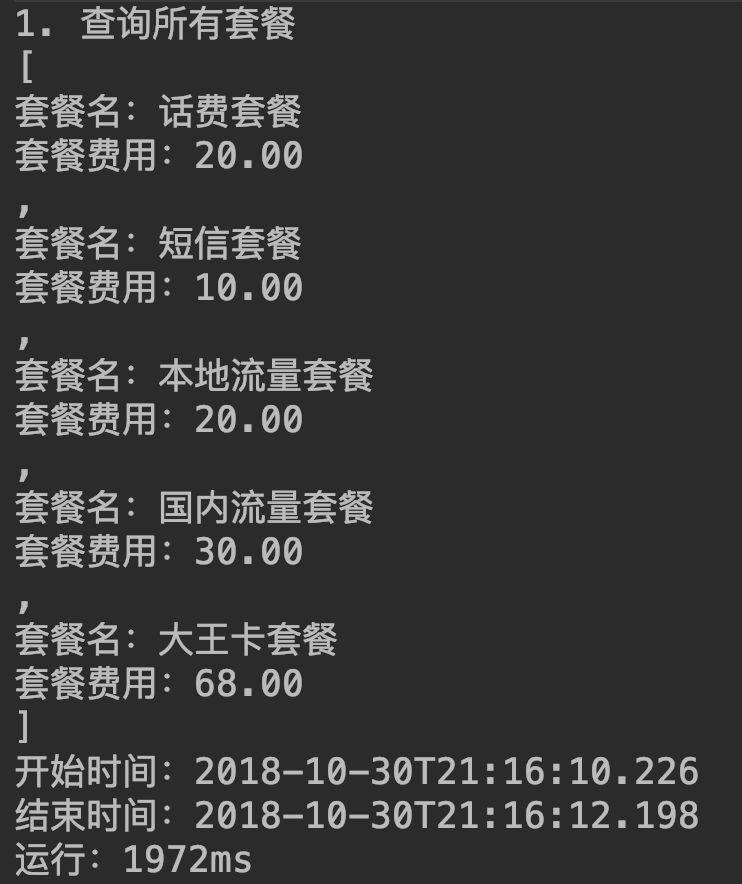 1. 查询所有套餐
[
套餐名：话费套餐
套餐费用：20.00
,
套餐名：短信套餐
套餐费用：10.00
,
套餐名：本地流量套餐
套餐费用：20.00
,
套餐名：国内流量套餐
套餐费用：30.00
,
套餐名：大王卡套餐
套餐费用：68.00
]
开始时间：2018-10-30T21:16:10.226
结束时间：2018-10-30T21:16:12.198
运行：1972ms